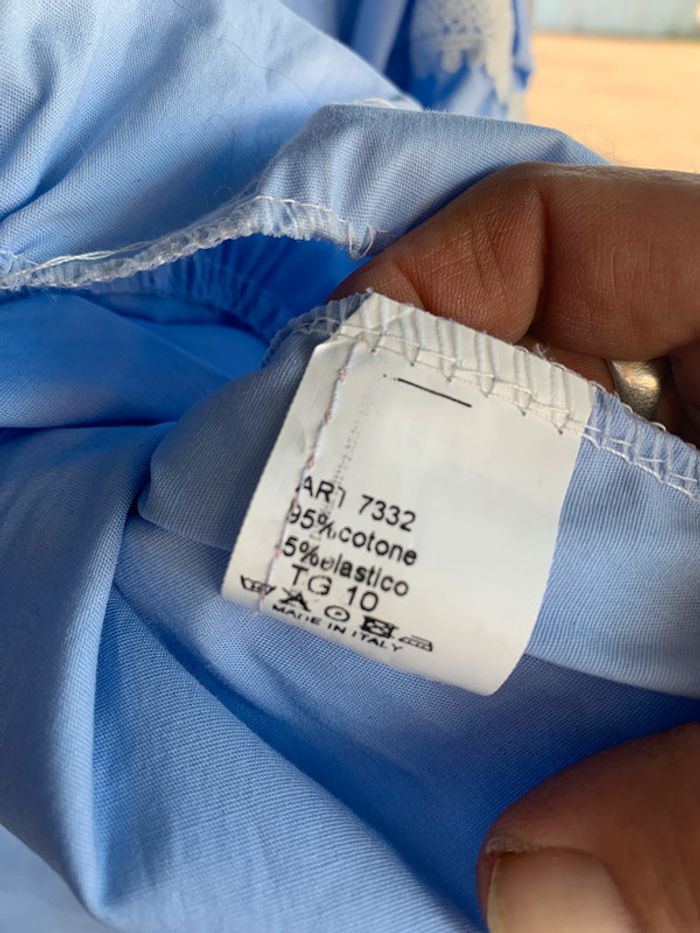 ART 7332
95%cotone
5%elastico
TG 10
MADE IN ITALY